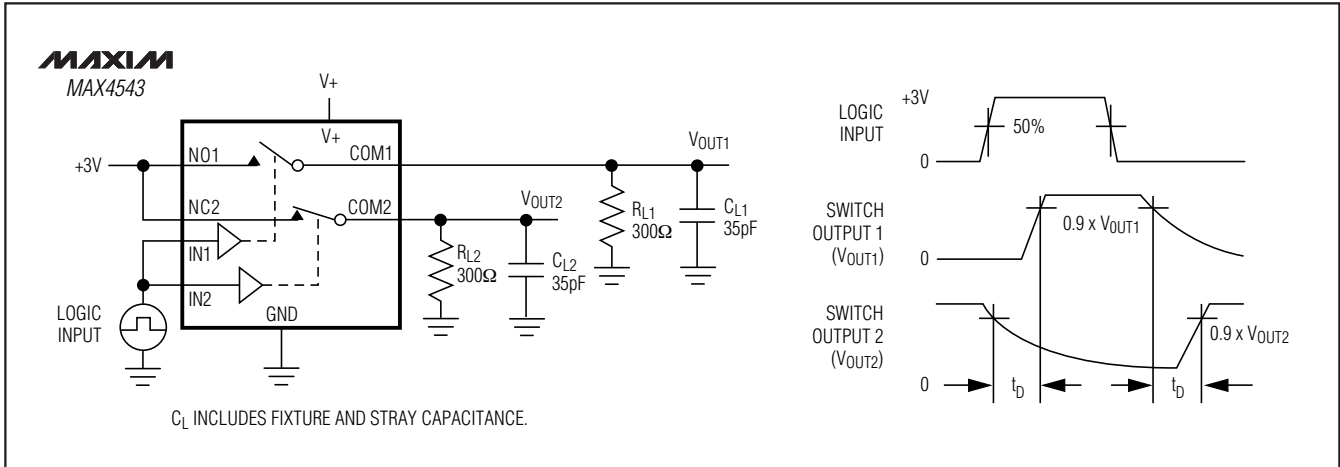 MAXIM
MAX4543
V+
V+
+3V
NO1
COM1
VOUT1
NC2
COM2
VOUT2
RL1
300Ω
CL1
35pF
IN1
RL2
300Ω
CL2
35pF
IN2
LOGIC
INPUT
GND
CL INCLUDES FIXTURE AND STRAY CAPACITANCE.
LOGIC
INPUT
+3V
50%
0
SWITCH
OUTPUT 1
(VOUT1)
0.9 x VOUT1
0
SWITCH
OUTPUT 2
(VOUT2)
0.9 x VOUT2
0
tD
tD